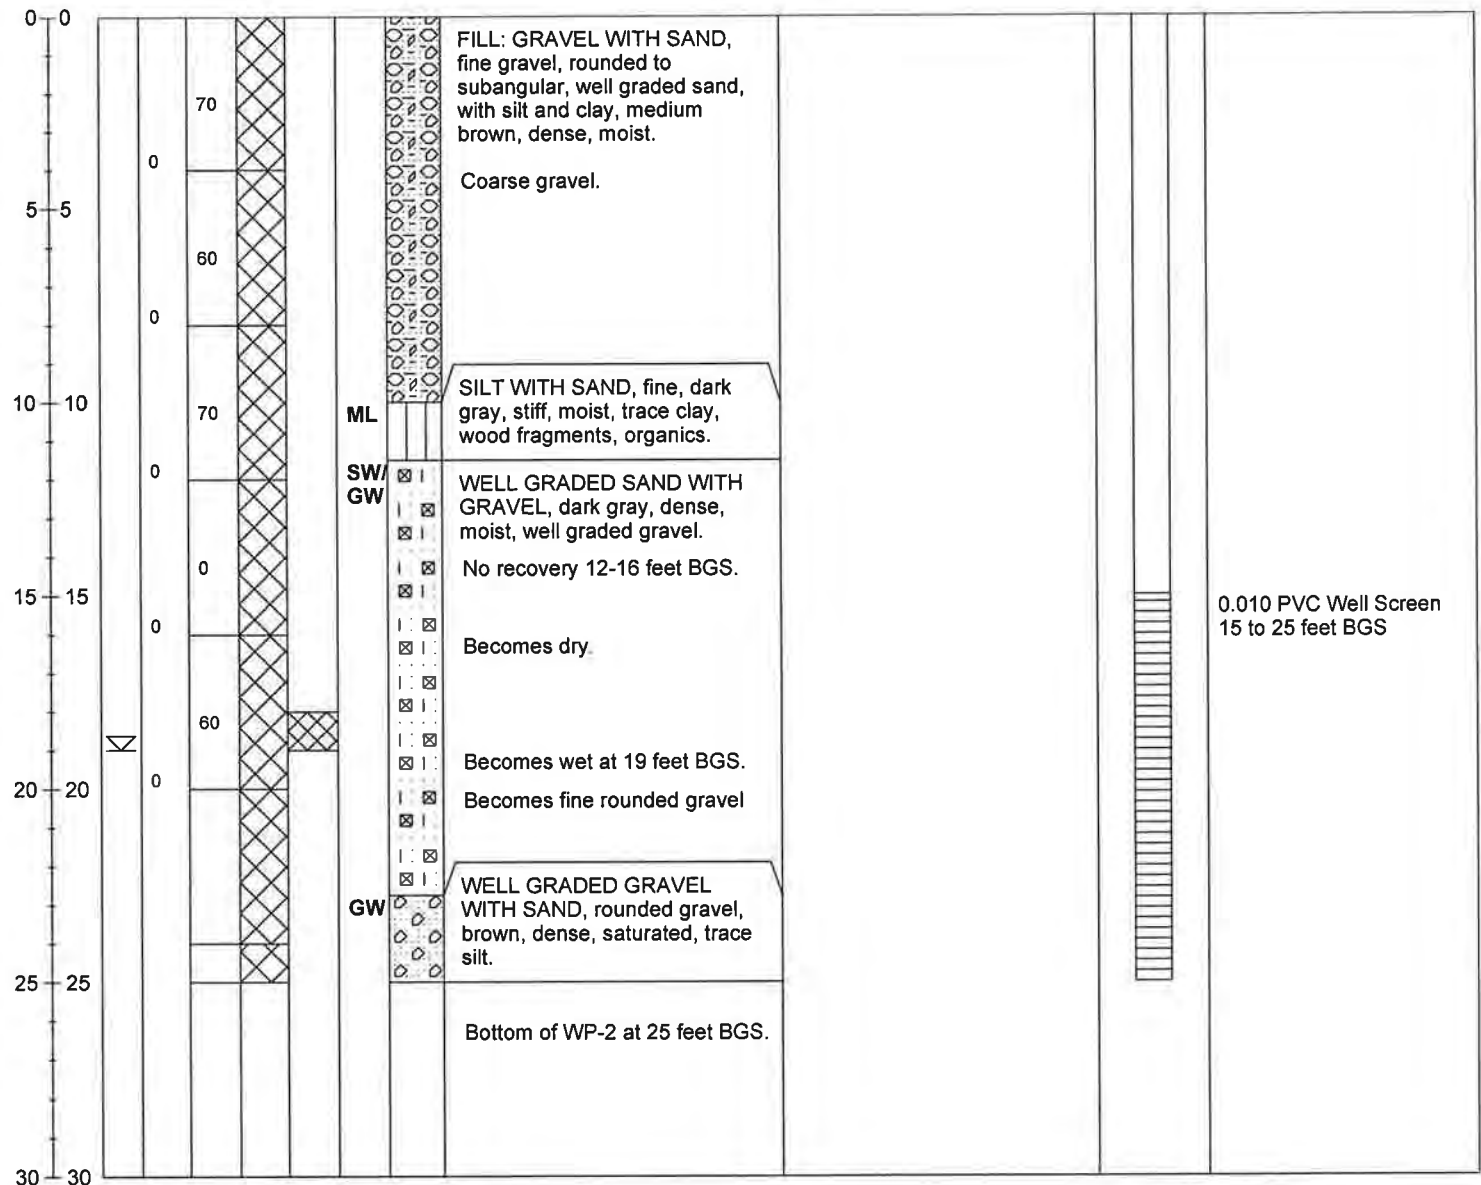 0 0
FILL: GRAVEL WITH SAND,
fine gravel, rounded to
subangular, well graded sand,
with silt and clay, medium
brown, dense, moist.
70
0
Coarse gravel.
5 5
60
0
SILT WITH SAND, fine, dark
gray, stiff, moist, trace clay,
wood fragments, organics.
10 10
70
ML
0
SW/
GW
WELL GRADED SAND WITH
GRAVEL, dark gray, dense,
moist, well graded gravel.
0
No recovery 12-16 feet BGS.
15 15
0.010 PVC Well Screen
15 to 25 feet BGS
0
Becomes dry.
60
Becomes wet at 19 feet BGS.
0
20 20
Becomes fine rounded gravel
GW
WELL GRADED GRAVEL
WITH SAND, rounded gravel,
brown, dense, saturated, trace
silt.
25 25
Bottom of WP-2 at 25 feet BGS.
30 30